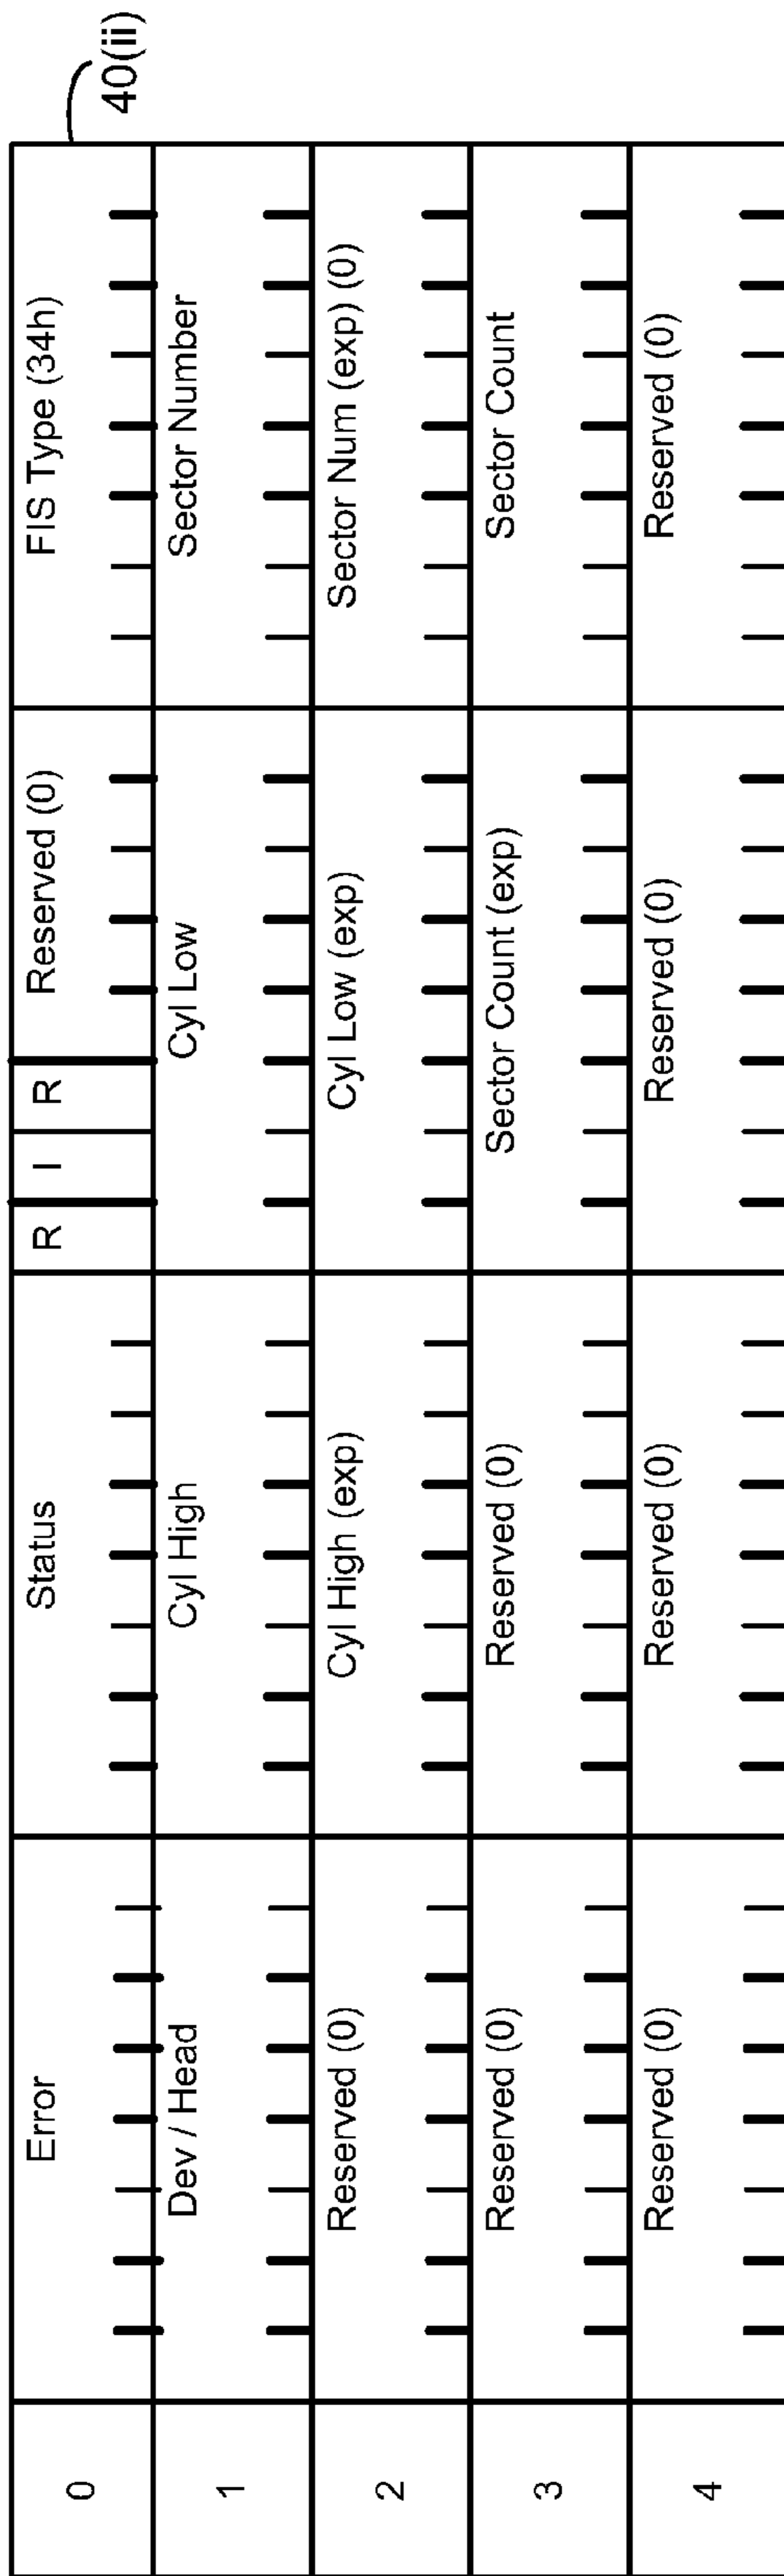 40(ii)
0 Error Status R I R Reserved (0) FIS Type (34h)
1 Dev / Head Cyl High Cyl Low Sector Number
2 Reserved (0) Cyl High (exp) Cyl Low (exp) Sector Num (exp) (0)
3 Reserved (0) Reserved (0) Sector Count (exp) Sector Count
4 Reserved (0) Reserved (0) Reserved (0) Reserved (0)